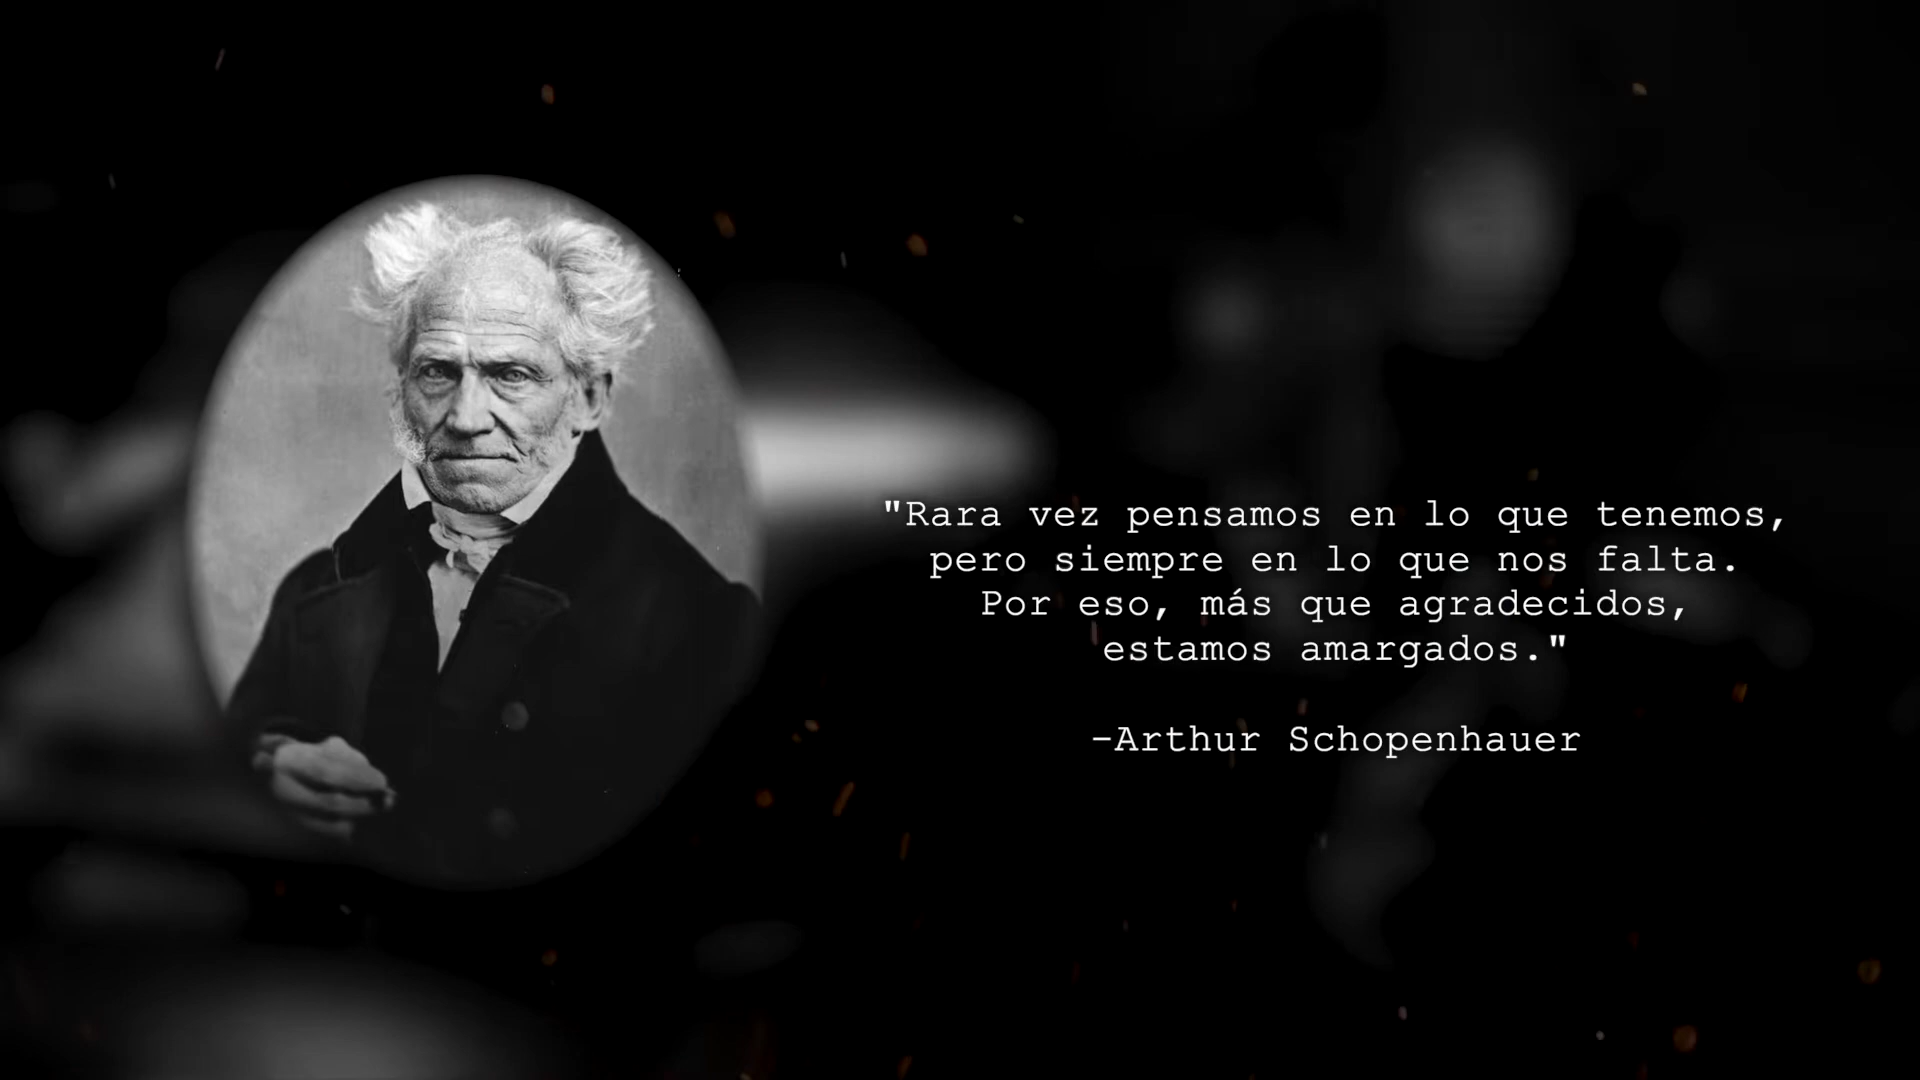 "Rara vez pensamos en lo que tenemos,
pero siempre en lo que nos falta.
Por eso, más que agradecidos,
estamos amargados."
-Arthur Schopenhauer